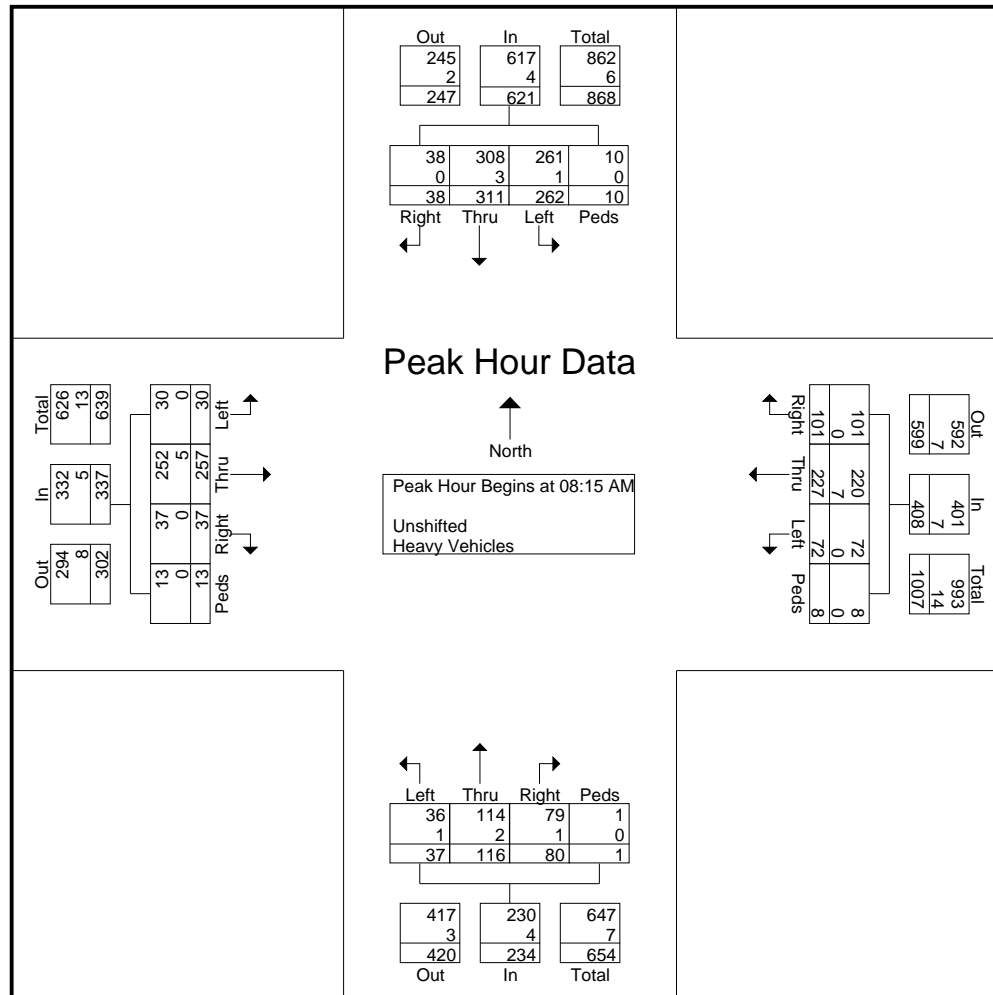 Out In Total
245 617 862
2 4 6
247 621 868
38 308 261 10
0 3 1 0
38 311 262 10
Right Thru Left Peds
Peak Hour Data
North
Peak Hour Begins at 08:15 AM
Unshifted
Heavy Vehicles
Left Thru Right Peds
30 257 37 13
0 5 0 0
30 252 37 13
Total In Out
639 337 302
13 5 8
626 332 294
Right Thru Left Peds
101 227 72 8
0 7 0 0
101 220 72 8
Out In Total
592 401 993
7 7 14
599 408 1007
Left Thru Right Peds
36 114 79 1
1 2 1 0
37 116 80 1
417 230 647
3 4 7
420 234 654
Out In Total